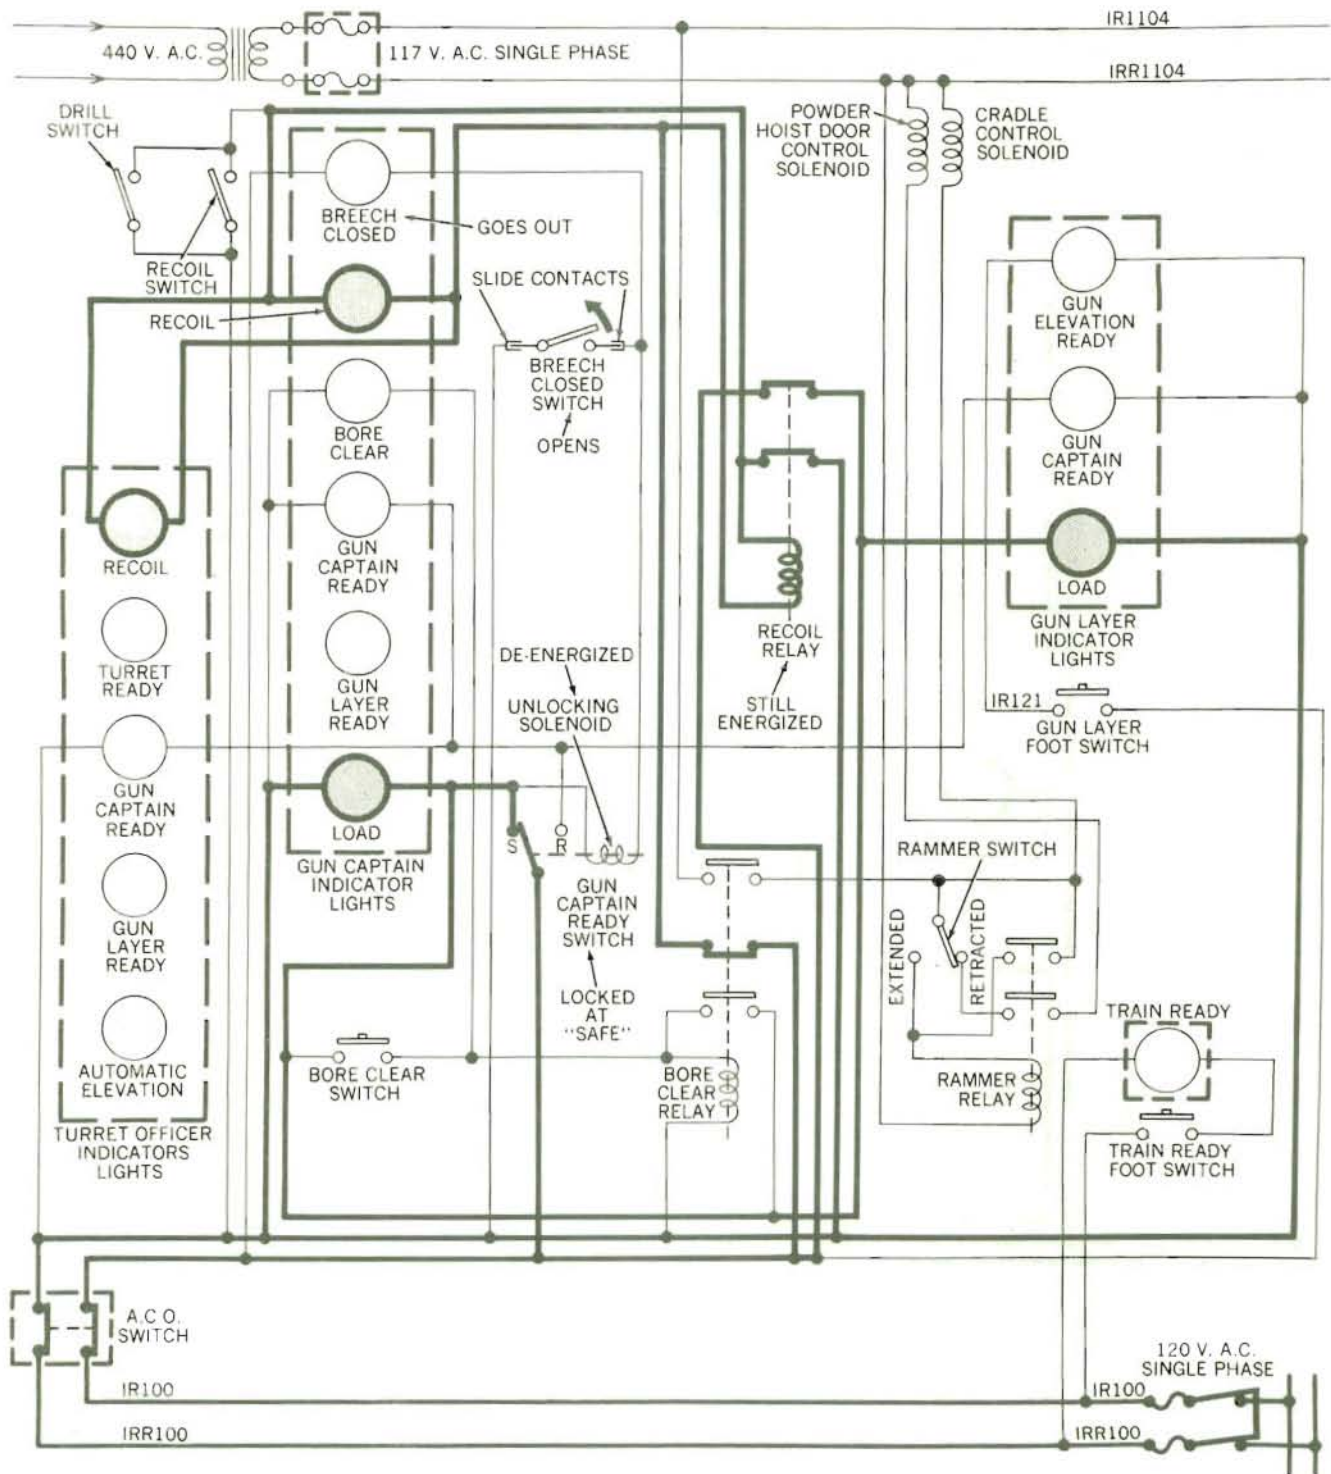 IR1104
440 V. A.C.
117 V. A.C. SINGLE PHASE
IRR1104
DRILL
SWITCH
POWDER
HOIST DOOR
CONTROL
SOLENOID
CRADLE
CONTROL
SOLENOID
BREECH
CLOSED
GOES OUT
RECOIL
SWITCH
SLIDE CONTACTS
RECOIL
GUN
ELEVATION
READY
BREECH
CLOSED
SWITCH
OPENS
BORE
CLEAR
GUN
CAPTAIN
READY
GUN
CAPTAIN
READY
RECOIL
LOAD
GUN LAYER
INDICATOR
LIGHTS
RECOIL
RELAY
STILL
ENERGIZED
TURRET
READY
GUN
LAYER
READY
DE-ENERGIZED
UNLOCKING
SOLENOID
IR121
GUN LAYER
FOOT SWITCH
GUN
CAPTAIN
READY
LOAD
GUN CAPTAIN
INDICATOR
LIGHTS
S
R
GUN
CAPTAIN
READY
SWITCH
LOCKED
AT
"SAFE"
RAMMER SWITCH
EXTENDED
RETRACTED
GUN
LAYER
READY
TRAIN READY
AUTOMATIC
ELEVATION
BORE CLEAR
SWITCH
BORE
CLEAR
RELAY
RAMMER
RELAY
TURRET OFFICER
INDICATORS
LIGHTS
TRAIN READY
FOOT SWITCH
A.C O.
SWITCH
120 V. A.C.
SINGLE PHASE
IR100
IR100
IRR100
IRR100